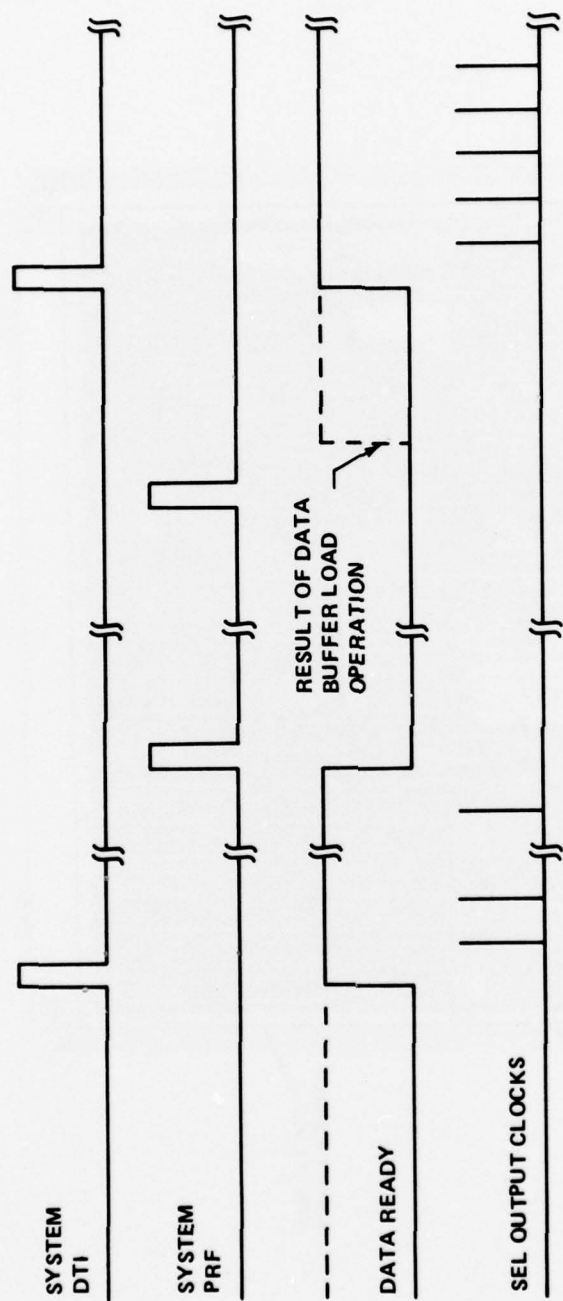 SYSTEM
DTI
SYSTEM
PRF
RESULT OF DATA
BUFFER LOAD
OPERATION
DATA READY
SEL OUTPUT CLOCKS